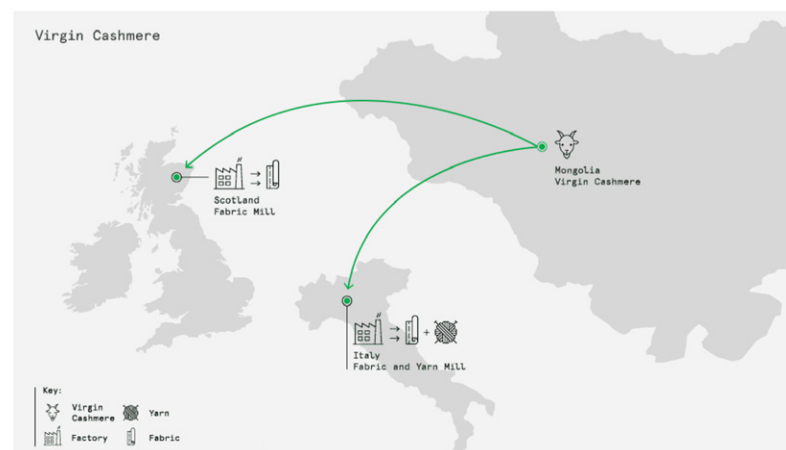 Virgin Cashmere
Mongolia
Virgin Cashmere
Scotland
Fabric Mill
+
Italy
Fabric and Yarn Mill
Key:
Virgin
Cashmere
Yarn
Factory
Fabric